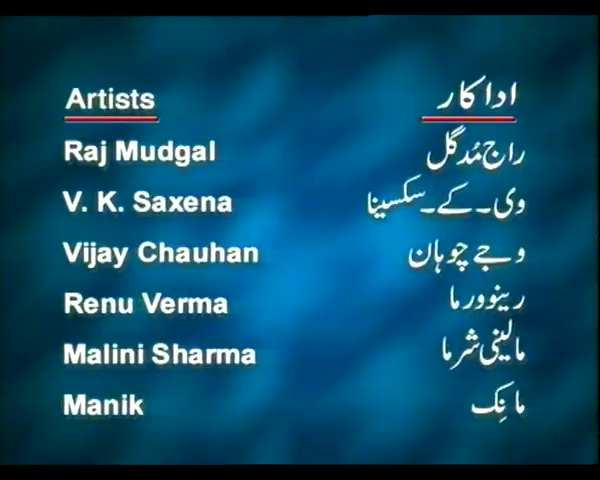 Artists اداکار
Raj Mudgal راج مُدگل
V. K. Saxena وی۔ کے۔ سکسینا
Vijay Chauhan وجے چوہان
Renu Verma رینو ورما
Malini Sharma مالینی شرما
Manik مانِک